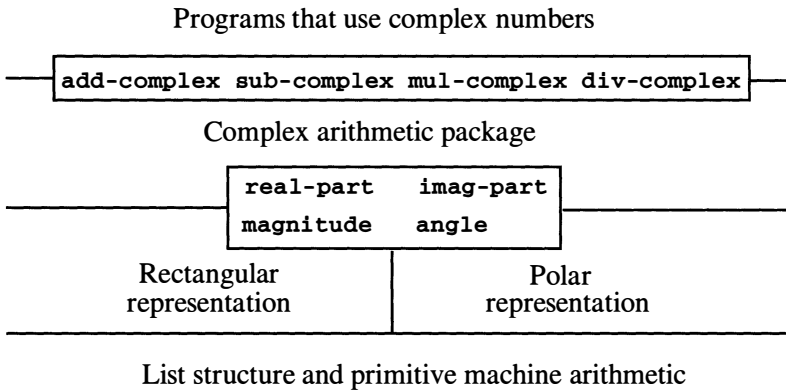 Programs that use complex numbers
add-complex sub-complex mul-complex div-complex
Complex arithmetic package
real-part imag-part
magnitude angle
Rectangular
representation
Polar
representation
List structure and primitive machine arithmetic